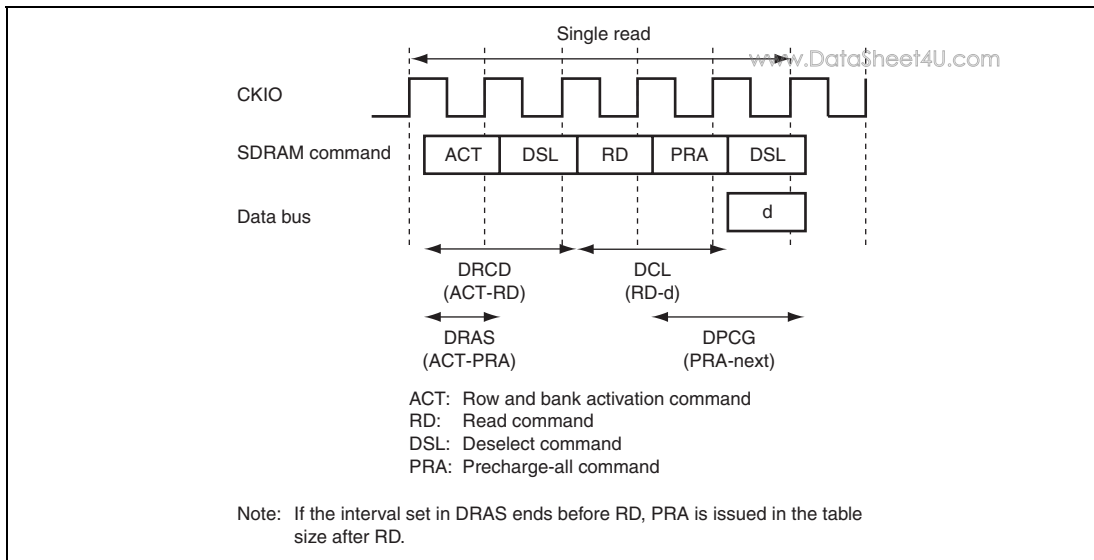 Single read
www.DataSheet4U.com
CKIO
SDRAM command ACT DSL RD PRA DSL
Data bus d
DRCD DCL
(ACT-RD) (RD-d)
DRAS DPCG
(ACT-PRA) (PRA-next)
ACT: Row and bank activation command
RD: Read command
DSL: Deselect command
PRA: Precharge-all command
Note: If the interval set in DRAS ends before RD, PRA is issued in the table
size after RD.